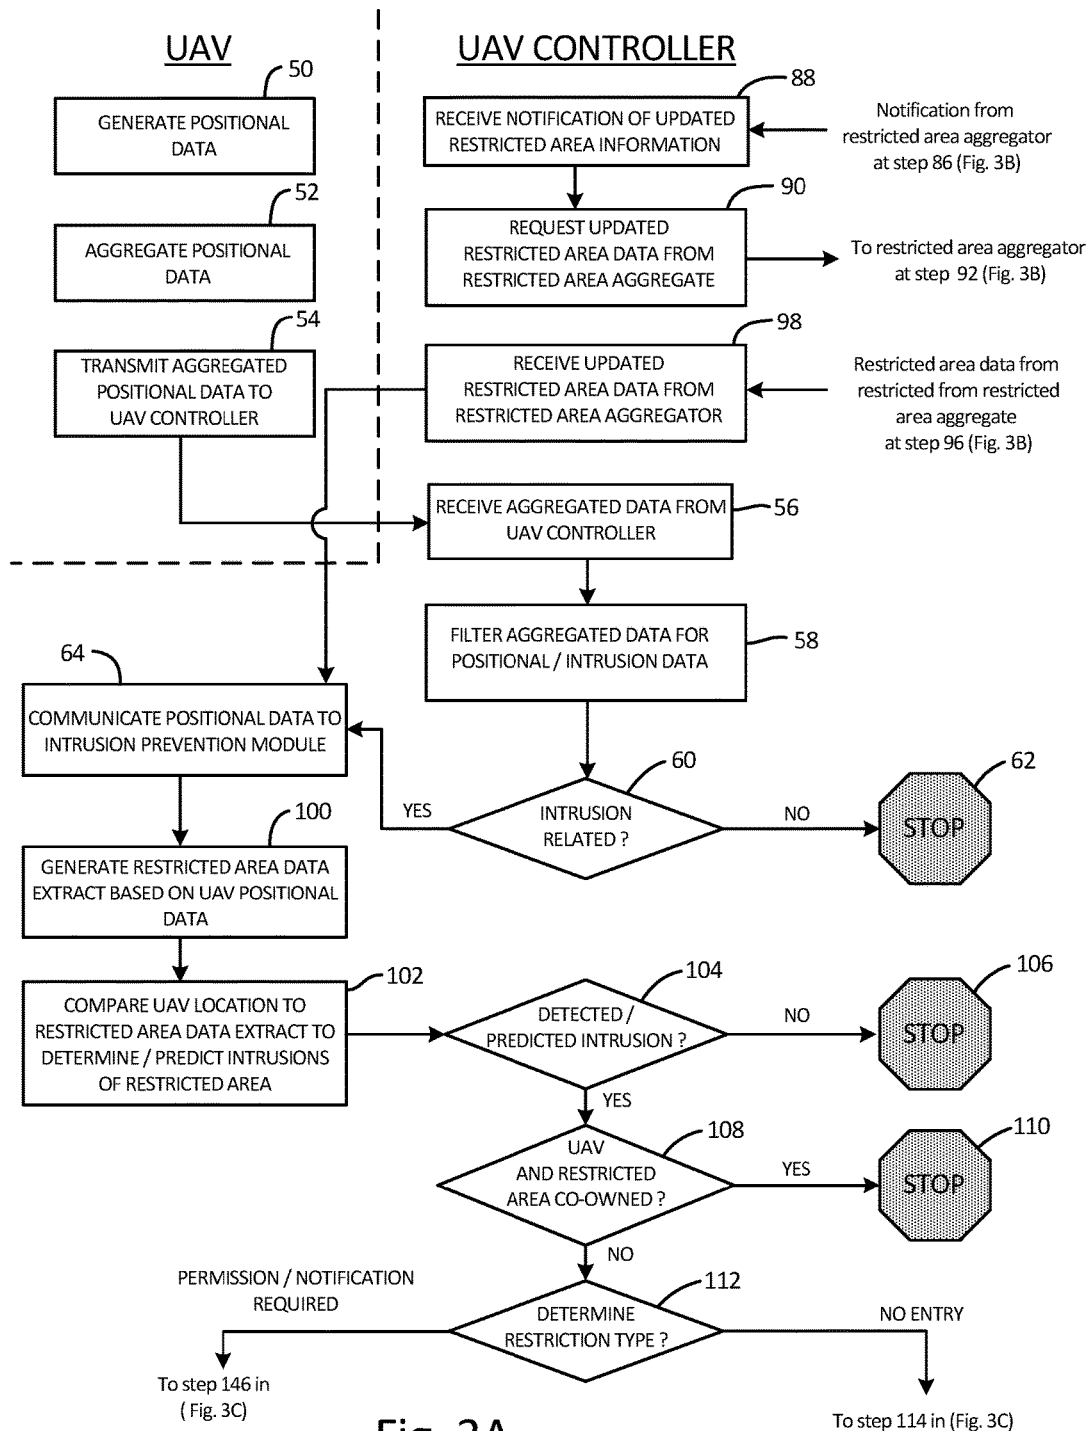 UAV
UAV CONTROLLER
50
GENERATE POSITIONAL
DATA
52
AGGREGATE POSITIONAL
DATA
54
TRANSMIT AGGREGATED
POSITIONAL DATA TO
UAV CONTROLLER
88
RECEIVE NOTIFICATION OF UPDATED
RESTRICTED AREA INFORMATION
Notification from
restricted area aggregator
at step 86 (Fig. 3B)
90
REQUEST UPDATED
RESTRICTED AREA DATA FROM
RESTRICTED AREA AGGREGATE
To restricted area aggregator
at step 92 (Fig. 3B)
98
RECEIVE UPDATED
RESTRICTED AREA DATA FROM
RESTRICTED AREA AGGREGATOR
Restricted area data from
restricted from restricted
area aggregate
at step 96 (Fig. 3B)
RECEIVE AGGREGATED DATA FROM
UAV CONTROLLER
56
FILTER AGGREGATED DATA FOR
POSITIONAL / INTRUSION DATA
58
64
COMMUNICATE POSITIONAL DATA TO
INTRUSION PREVENTION MODULE
60
INTRUSION
RELATED ?
YES
NO
62
STOP
100
GENERATE RESTRICTED AREA DATA
EXTRACT BASED ON UAV POSITIONAL
DATA
102
COMPARE UAV LOCATION TO
RESTRICTED AREA DATA EXTRACT TO
DETERMINE / PREDICT INTRUSIONS
OF RESTRICTED AREA
104
DETECTED /
PREDICTED INTRUSION ?
NO
106
STOP
YES
108
UAV
AND RESTRICTED
AREA CO-OWNED ?
YES
110
STOP
NO
112
DETERMINE
RESTRICTION TYPE ?
PERMISSION / NOTIFICATION
REQUIRED
NO ENTRY
To step 146 in
( Fig. 3C)
To step 114 in (Fig. 3C)
Fig. 3A